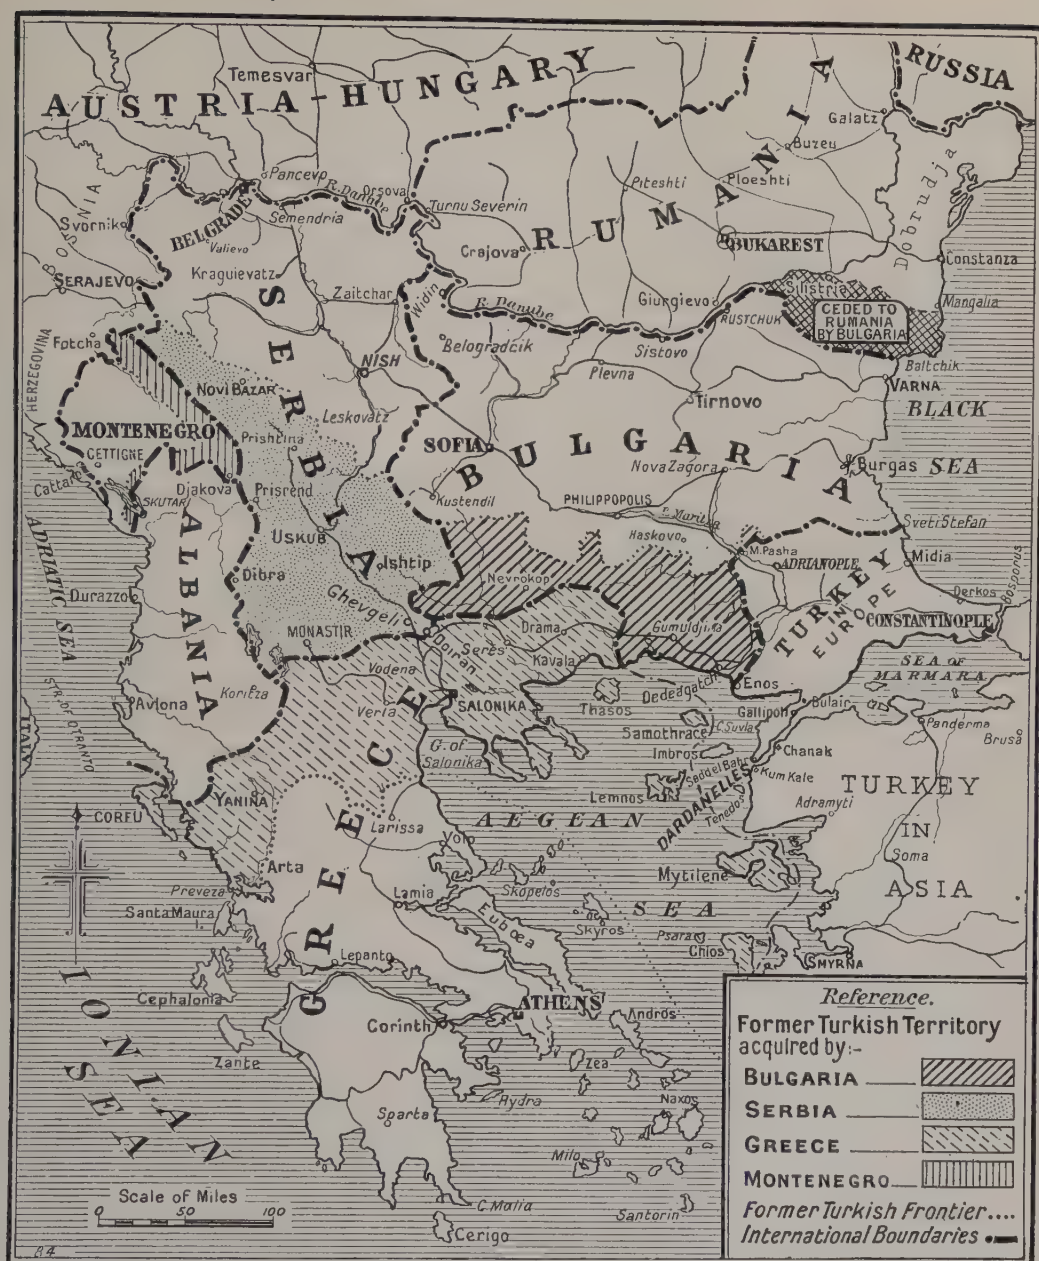 AUSTRIA-HUNGARY
RUSSIA
Temesvar
Galatz
Buzeu
RUMANIA
Dobrudja
BOSNIA
Pancevo
R. Danube
Orsova
Piteshti
Ploeshti
Svornik
BELGRADE
Semendria
Turnu Severin
Valievo
Crajova
BUKAREST
Constanza
SERAJEVO
Kraguievatz
Zaitchar
Widin
Silistria
Giurgievo
Mangalia
R. Danube
RUSTCHUK
CEDED TO
RUMANIA
BY BULGARIA
HERZEGOVINA
Fotcha
SERBIA
Belogradčik
Sistovo
Baltchik
NISH
Plevna
VARNA
NOVI BAZAR
Tirnovo
BLACK
SEA
Leskovatz
MONTENEGRO
Prishtina
SOFIA
BULGARIA
CETTIGNE
Nova Zagora
Burgas
Cattaro
Djakova
Prisrend
Kustendil
SKUTARI
PHILIPPOPOLIS
R. Maritza
Sveti Stefan
ADRIATIC SEA
ALBANIA
USKUB
Haskovo
M. Pasha
ADRIANOPLE
Midia
Ishtip
Dibra
Nevrokop
TURKEY
IN
EUROPE
Derkos
Bosporus
Durazzo
Ghevgeli
CONSTANTINOPLE
MONASTIR
Doiran
Seres
Drama
Gumuldjina
Vodena
Kavala
SEA OF
MARMARA
Koritza
Dedeagatch
Enos
Avlona
Veria
SALONIKA
Thasos
Gallipoli
Bulair
STR. OF OTRANTO
ITALY
Samothrace
C. Suvla
Panderma
Brusa
G. of
Salonika
Imbros
Chanak
Seddel Bahr
Kum Kale
YANINA
Lemnos
DARDANELLES
Tenedos
TURKEY
IN
ASIA
CORFU
Adramyti
GREECE
Larissa
AEGEAN
SEA
Volo
Soma
Arta
Mytilene
Preveza
Skopelos
Lamia
Santa Maura
I.
Eubœa
Skyros
Psara
Chios
SMYRNA
IONIAN
SEA
Lepanto
Cephalonia
ATHENS
Corinth
Andros
Zante
Zea
Hydra
Naxos
Sparta
Milo
C. Malia
Santorin
Cerigo
Scale of Miles
0 50 100
B4
Reference.
Former Turkish Territory
acquired by:-
BULGARIA
SERBIA
GREECE
MONTENEGRO
Former Turkish Frontier....
International Boundaries